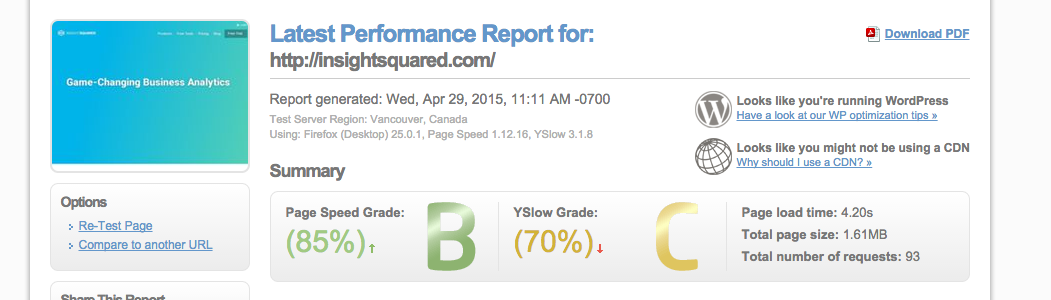 INSIGHTSQUARED
Products Free Tools Pricing Blog Free Trial
Game-Changing Business Analytics
Latest Performance Report for:
http://insightsquared.com/
Download PDF
Report generated: Wed, Apr 29, 2015, 11:11 AM -0700
Test Server Region: Vancouver, Canada
Using: Firefox (Desktop) 25.0.1, Page Speed 1.12.16, YSlow 3.1.8
Looks like you're running WordPress
Have a look at our WP optimization tips »
Looks like you might not be using a CDN
Why should I use a CDN? »
Options
Re-Test Page
Compare to another URL
Share This Report
Summary
Page Speed Grade:
(85%)
B
YSlow Grade:
(70%)
C
Page load time: 4.20s
Total page size: 1.61MB
Total number of requests: 93